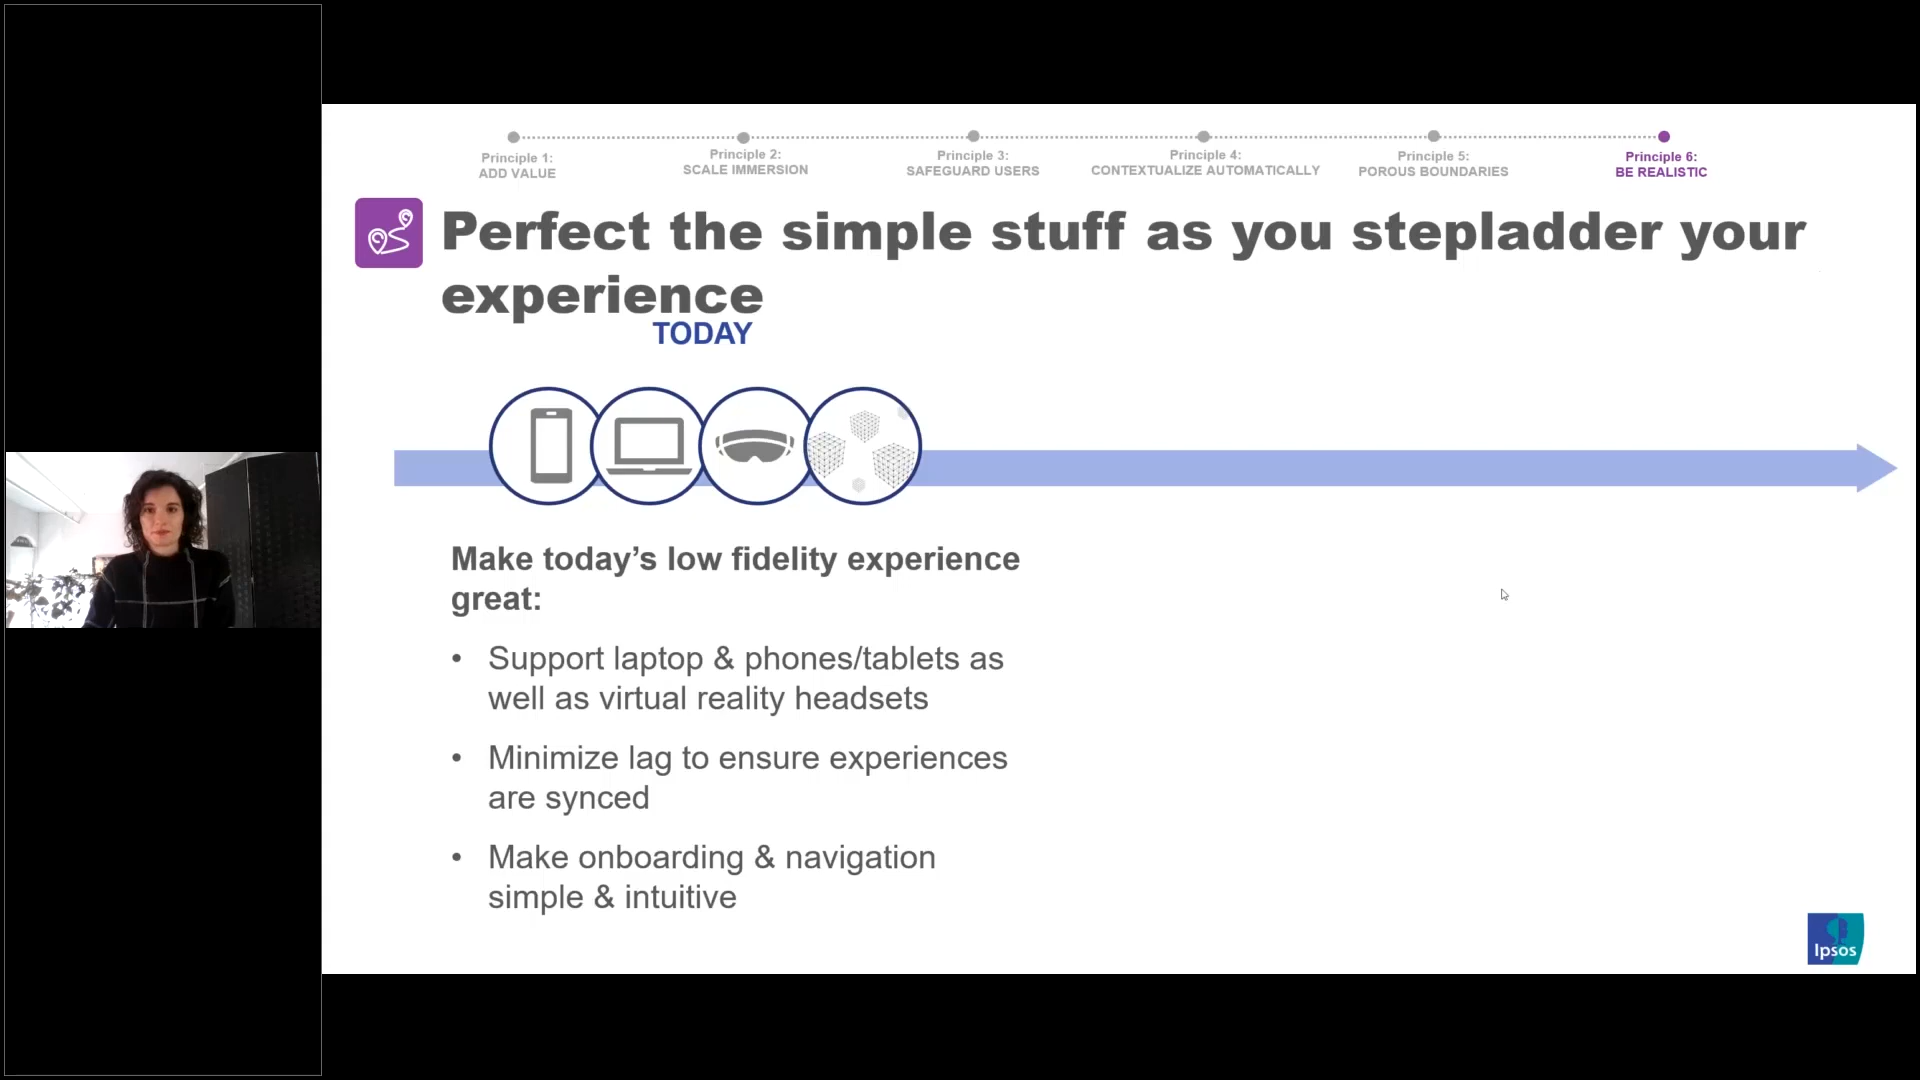 Principle 1:
ADD VALUE
Principle 2:
SCALE IMMERSION
Principle 3:
SAFEGUARD USERS
Principle 4:
CONTEXTUALIZE AUTOMATICALLY
Principle 5:
POROUS BOUNDARIES
Principle 6:
BE REALISTIC
Perfect the simple stuff as you stepladder your
experience
TODAY
Make today’s low fidelity experience
great:
• Support laptop & phones/tablets as
well as virtual reality headsets
• Minimize lag to ensure experiences
are synced
• Make onboarding & navigation
simple & intuitive
Ipsos